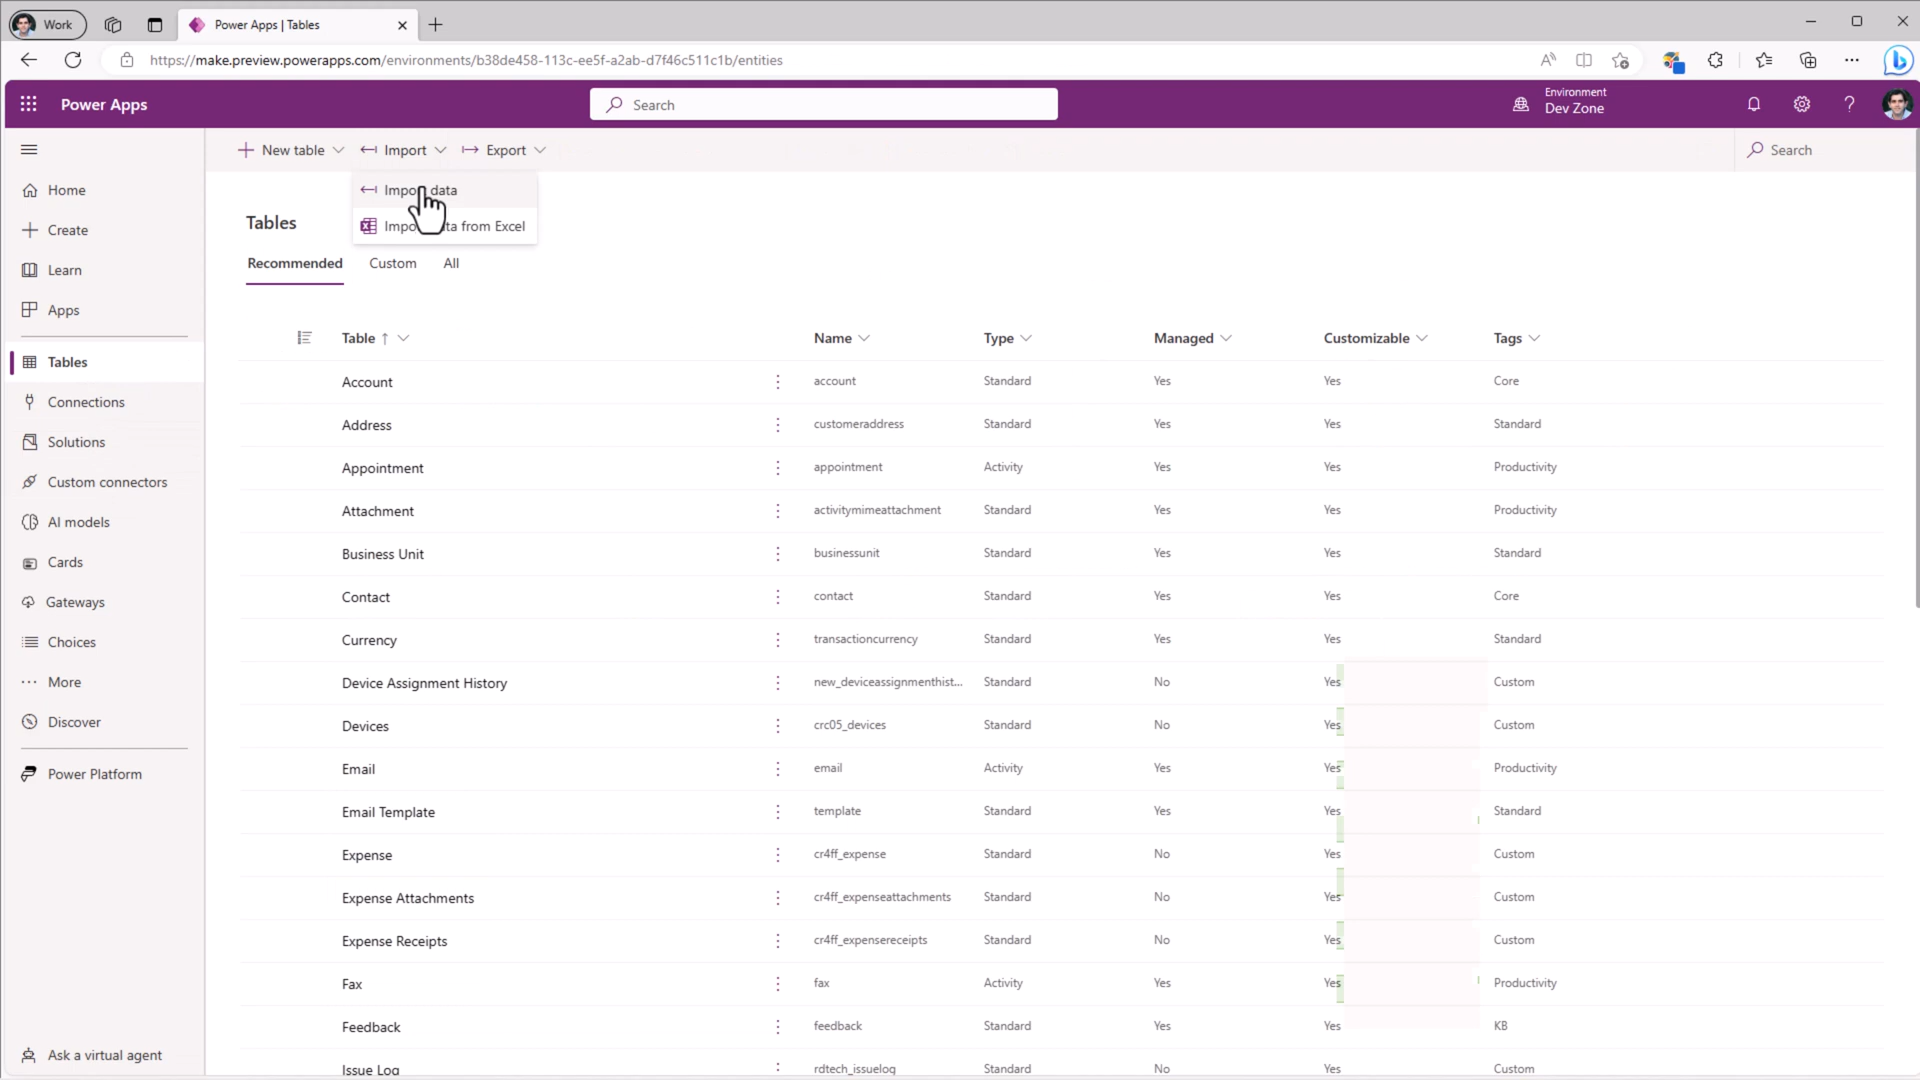 Work
Power Apps | Tables
https://make.preview.powerapps.com/environments/b38de458-113c-ee5f-a2ab-d7f46c511c1b/entities
Power Apps
Search
Environment
Dev Zone
New table
Import
Export
Search
Import data
Home
Create
Tables
Learn
Recommended
Custom
All
Apps
Table
Name
Type
Managed
Customizable
Tags
Tables
Account
account
Standard
Yes
Yes
Core
Connections
Address
customeraddress
Standard
Yes
Yes
Standard
Solutions
Appointment
appointment
Activity
Yes
Yes
Productivity
Custom connectors
Attachment
activitymimeattachment
Standard
Yes
Yes
Productivity
AI models
Business Unit
businessunit
Standard
Yes
Yes
Standard
Cards
Contact
contact
Standard
Yes
Yes
Core
Gateways
Currency
transactioncurrency
Standard
Yes
Yes
Standard
Choices
Device Assignment History
new_deviceassignmenthist...
Standard
No
Yes
Custom
More
Devices
crc05_devices
Standard
No
Yes
Custom
Discover
Email
email
Activity
Yes
Yes
Productivity
Power Platform
Email Template
template
Standard
Yes
Yes
Standard
Expense
cr4ff_expense
Standard
No
Yes
Custom
Expense Attachments
cr4ff_expenseattachments
Standard
No
Yes
Custom
Expense Receipts
cr4ff_expensereceipts
Standard
No
Yes
Custom
Fax
fax
Activity
Yes
Yes
Productivity
Feedback
feedback
Standard
Yes
Yes
KB
Ask a virtual agent
Issue Log
rdtech_issuelog
Standard
No
Yes
Custom
from Excel